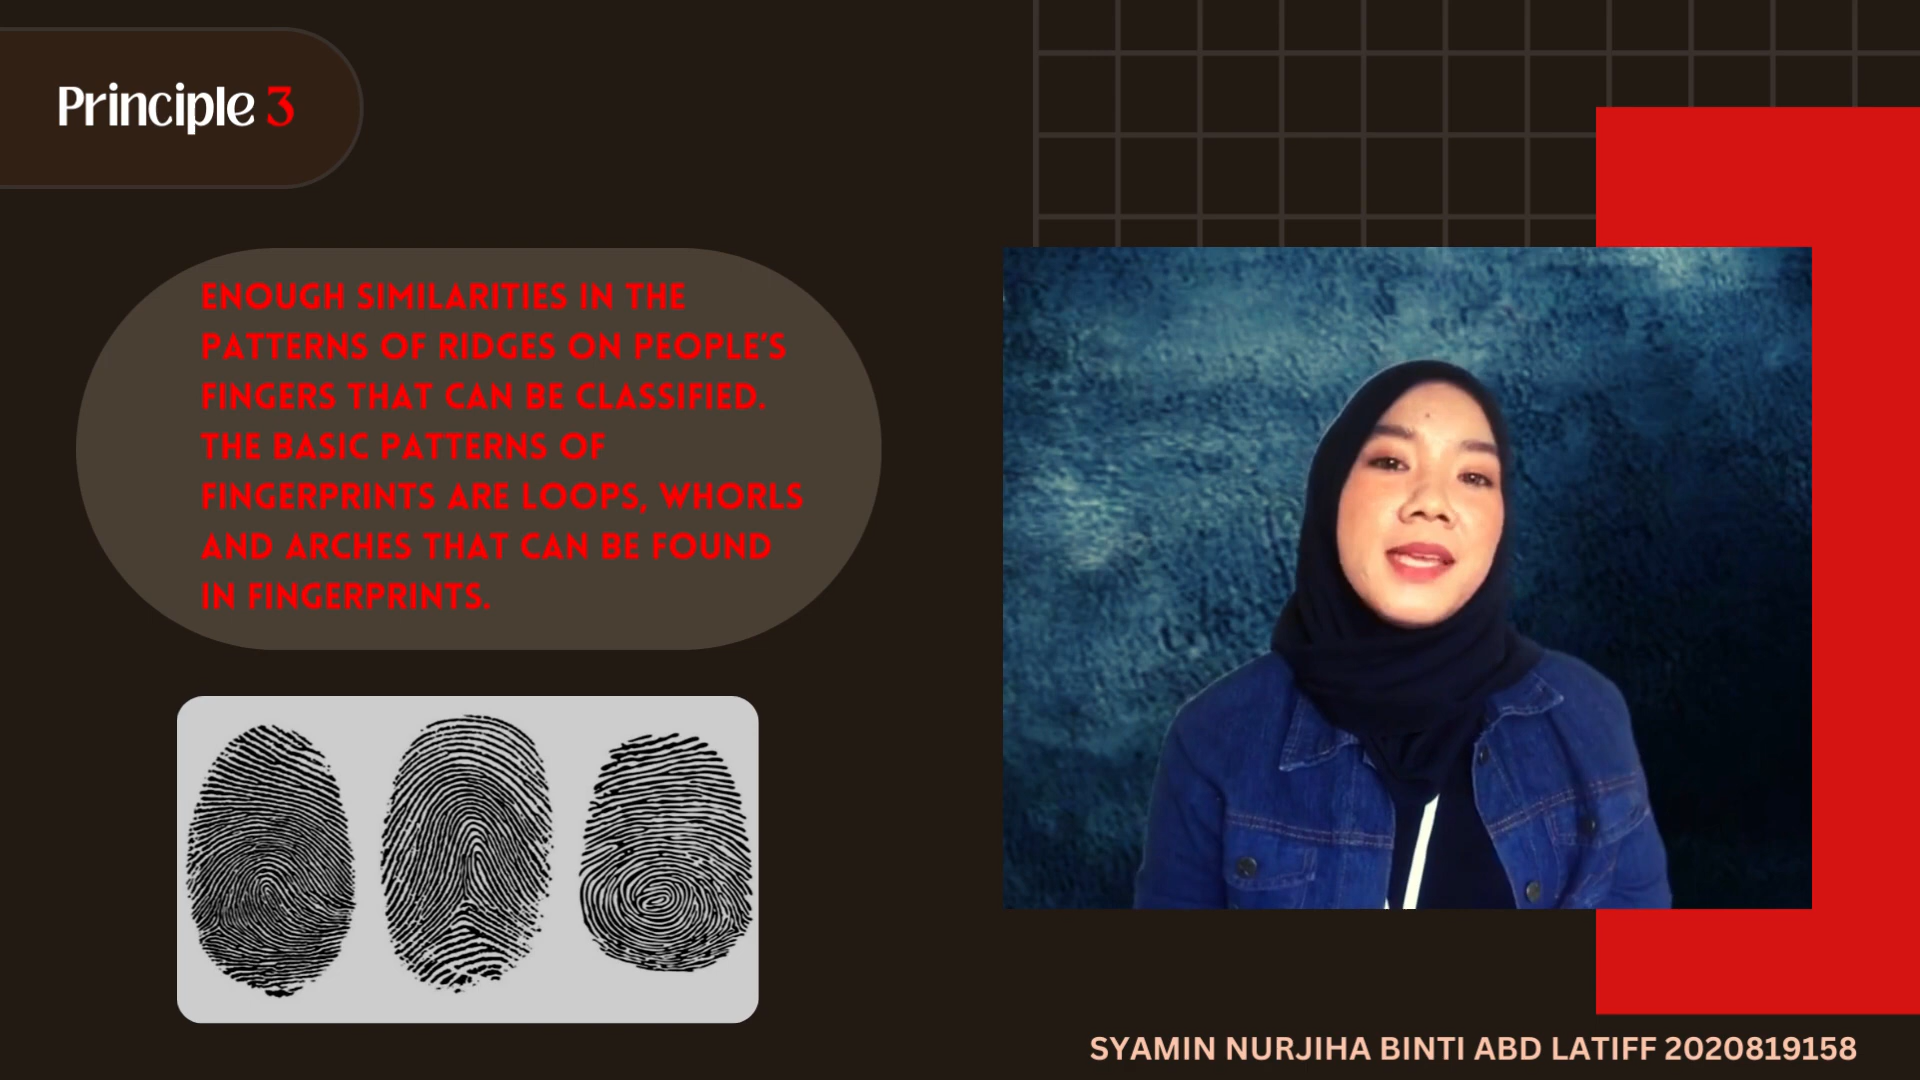 Principle 3
ENOUGH SIMILARITIES IN THE
PATTERNS OF RIDGES ON PEOPLE'S
FINGERS THAT CAN BE CLASSIFIED.
THE BASIC PATTERNS OF
FINGERPRINTS ARE LOOPS, WHORLS
AND ARCHES THAT CAN BE FOUND
IN FINGERPRINTS.
SYAMIN NURJIHA BINTI ABD LATIFF 2020819158